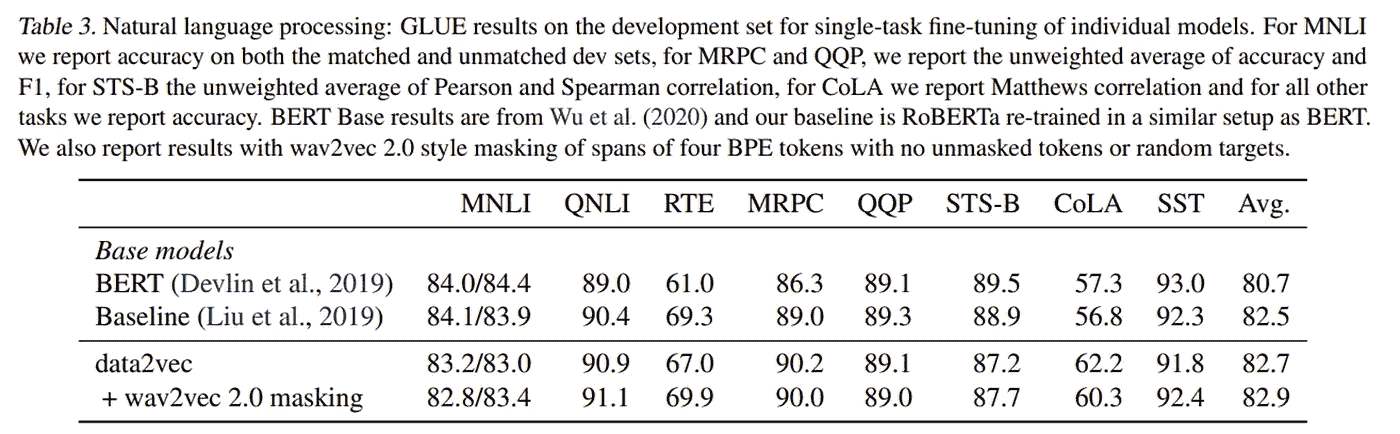 Table 3. Natural language processing: GLUE results on the development set for single-task fine-tuning of individual models. For MNLI
we report accuracy on both the matched and unmatched dev sets, for MRPC and QQP, we report the unweighted average of accuracy and
F1, for STS-B the unweighted average of Pearson and Spearman correlation, for CoLA we report Matthews correlation and for all other
tasks we report accuracy. BERT Base results are from Wu et al. (2020) and our baseline is RoBERTa re-trained in a similar setup as BERT.
We also report results with wav2vec 2.0 style masking of spans of four BPE tokens with no unmasked tokens or random targets.
MNLI QNLI RTE MRPC QQP STS-B CoLA SST Avg.
Base models
BERT (Devlin et al., 2019) 84.0/84.4 89.0 61.0 86.3 89.1 89.5 57.3 93.0 80.7
Baseline (Liu et al., 2019) 84.1/83.9 90.4 69.3 89.0 89.3 88.9 56.8 92.3 82.5
data2vec 83.2/83.0 90.9 67.0 90.2 89.1 87.2 62.2 91.8 82.7
+ wav2vec 2.0 masking 82.8/83.4 91.1 69.9 90.0 89.0 87.7 60.3 92.4 82.9